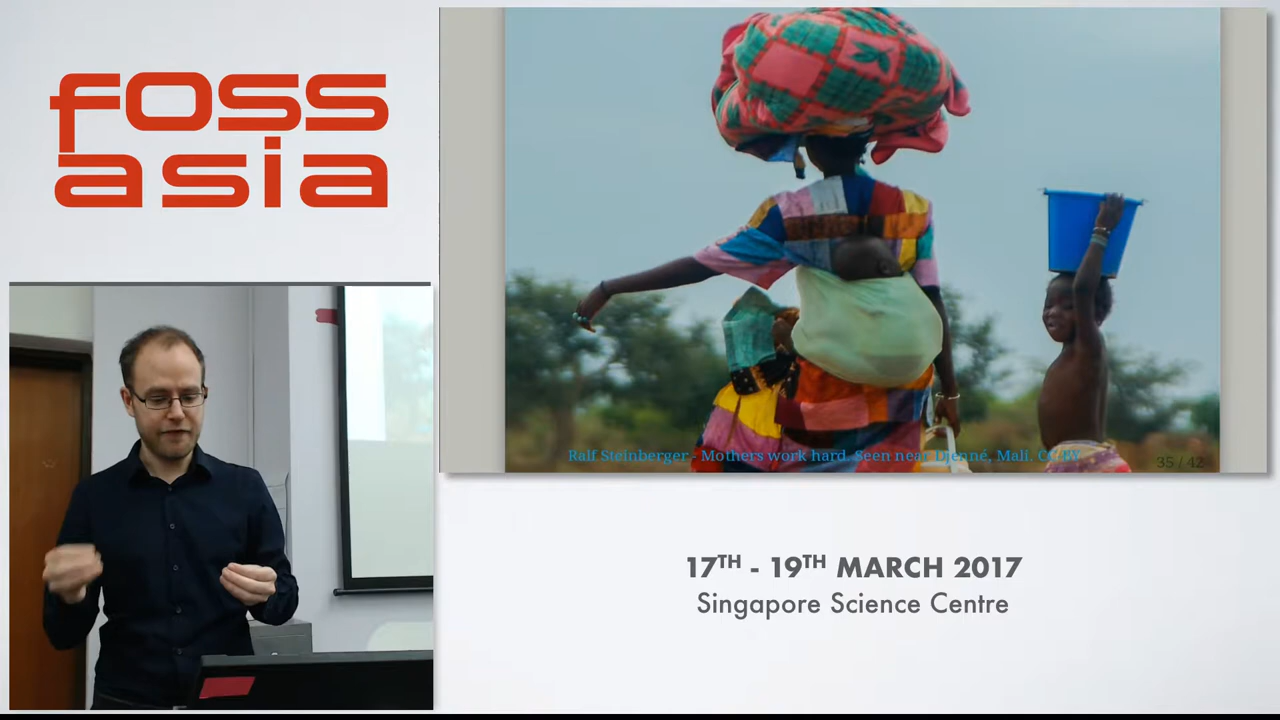 foss
asia
Ralf Steinberger - Mothers work hard. Seen near Djenné, Mali. CC BY
35 / 42
17TH - 19TH MARCH 2017
Singapore Science Centre